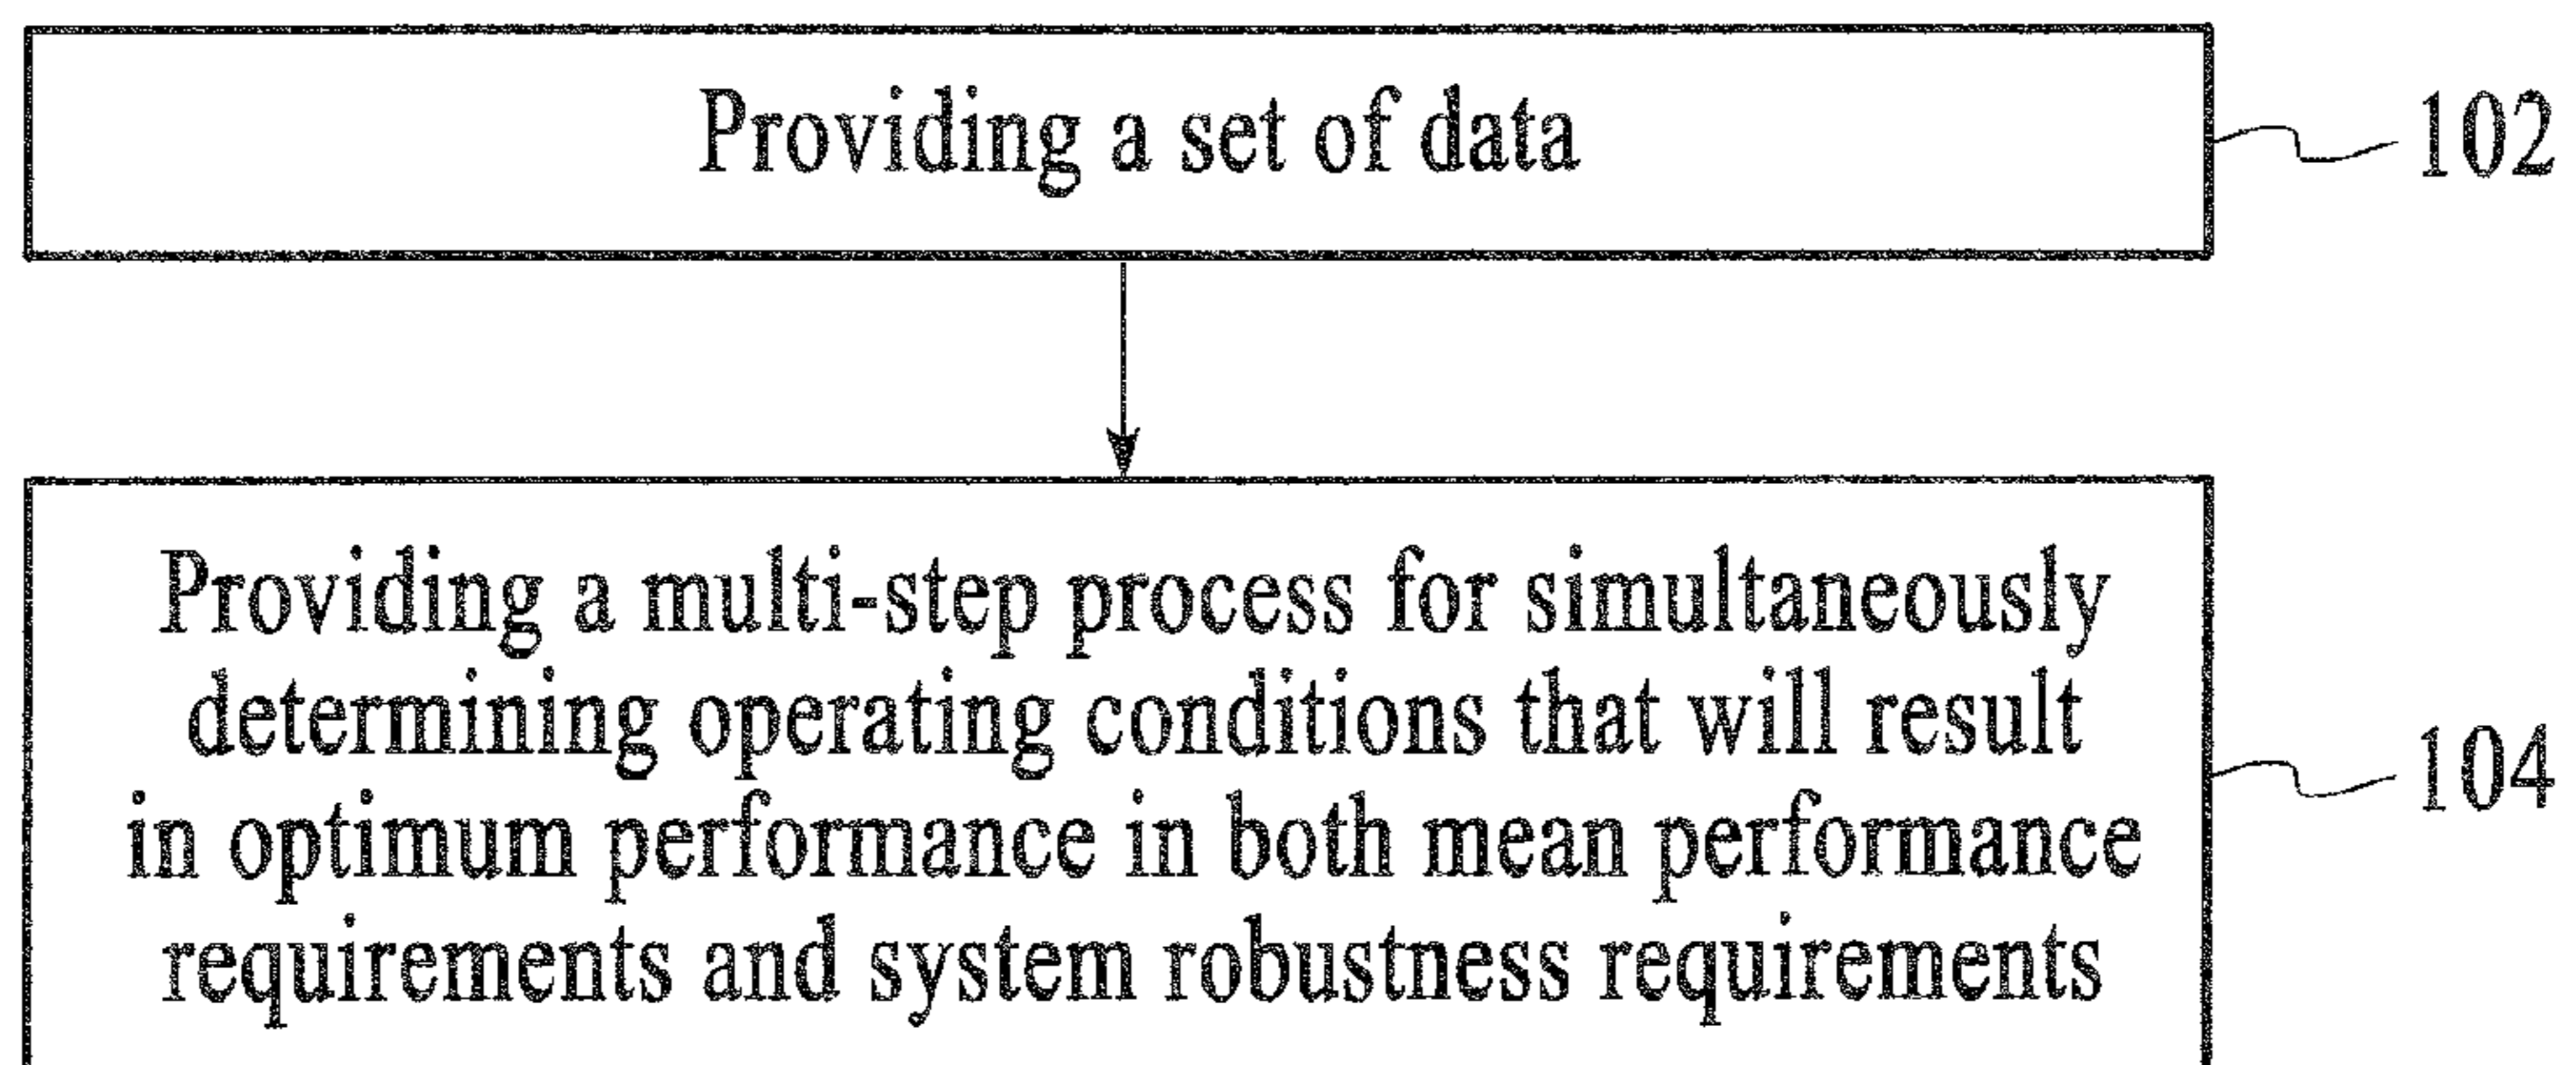 Providing a set of data
102
Providing a multi-step process for simultaneously
determining operating conditions that will result
in optimum performance in both mean performance
requirements and system robustness requirements
104